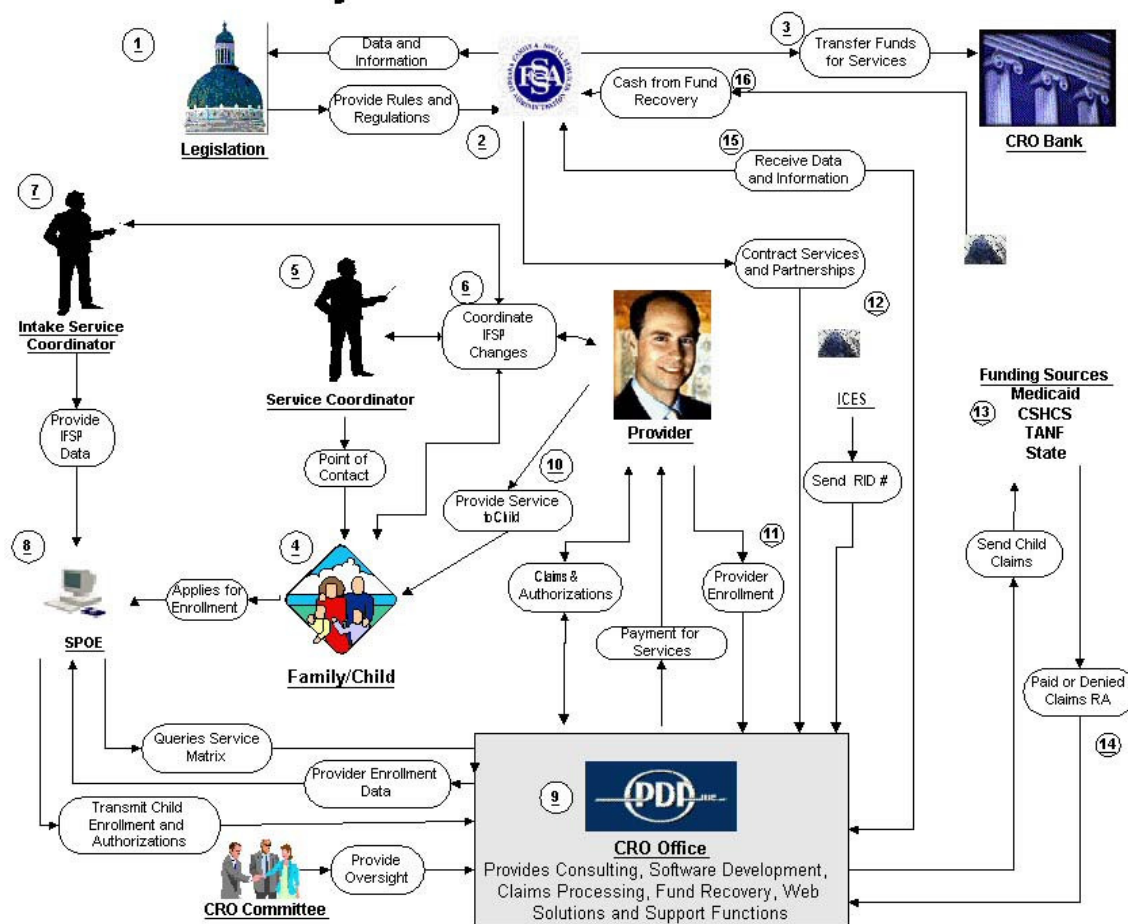 1
Data and
Information
3
Transfer Funds
for Services
Cash from Fund
Recovery
16
FSSA
Provide Rules and
Regulations
2
Legislation
CRO Bank
15
Receive Data
and Information
7
Contract Services
and Partnerships
5
6
Coordinate
IFSP
Changes
12
Intake Service
Coordinator
Service Coordinator
Provider
ICES
Funding Sources
Medicaid
13
CSHCS
TANF
State
Provide
IFSP
Data
Point of
Contact
10
Provide Service
to Child
Send RID #
8
4
11
Send Child
Claims
Applies for
Enrollment
Claims &
Authorizations
Provider
Enrollment
SPOE
Payment for
Services
Family/Child
Paid or Denied
Claims RA
14
Queries Service
Matrix
Provider Enrollment
Data
9
PDP
Transmit Child
Enrollment and
Authorizations
Provide
Oversight
CRO Committee
CRO Office
Provides Consulting, Software Development,
Claims Processing, Fund Recovery, Web
Solutions and Support Functions